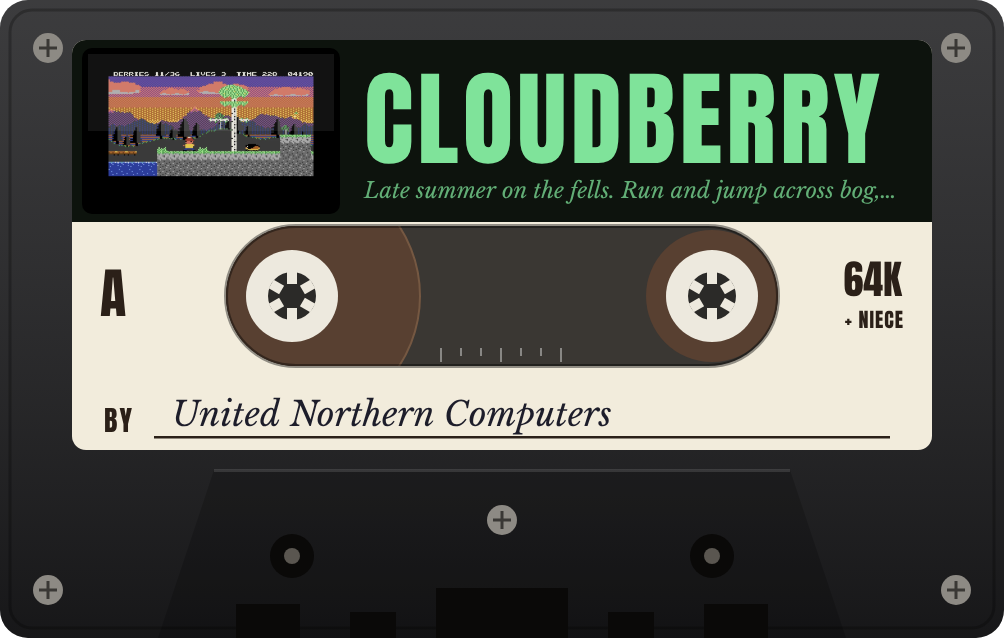 BERRIES 11/36 LIVES 3 TIME 220 04190
CLOUDBERRY
Late summer on the fells. Run and jump across bog,...
A
64K
+ NIECE
BY
United Northern Computers